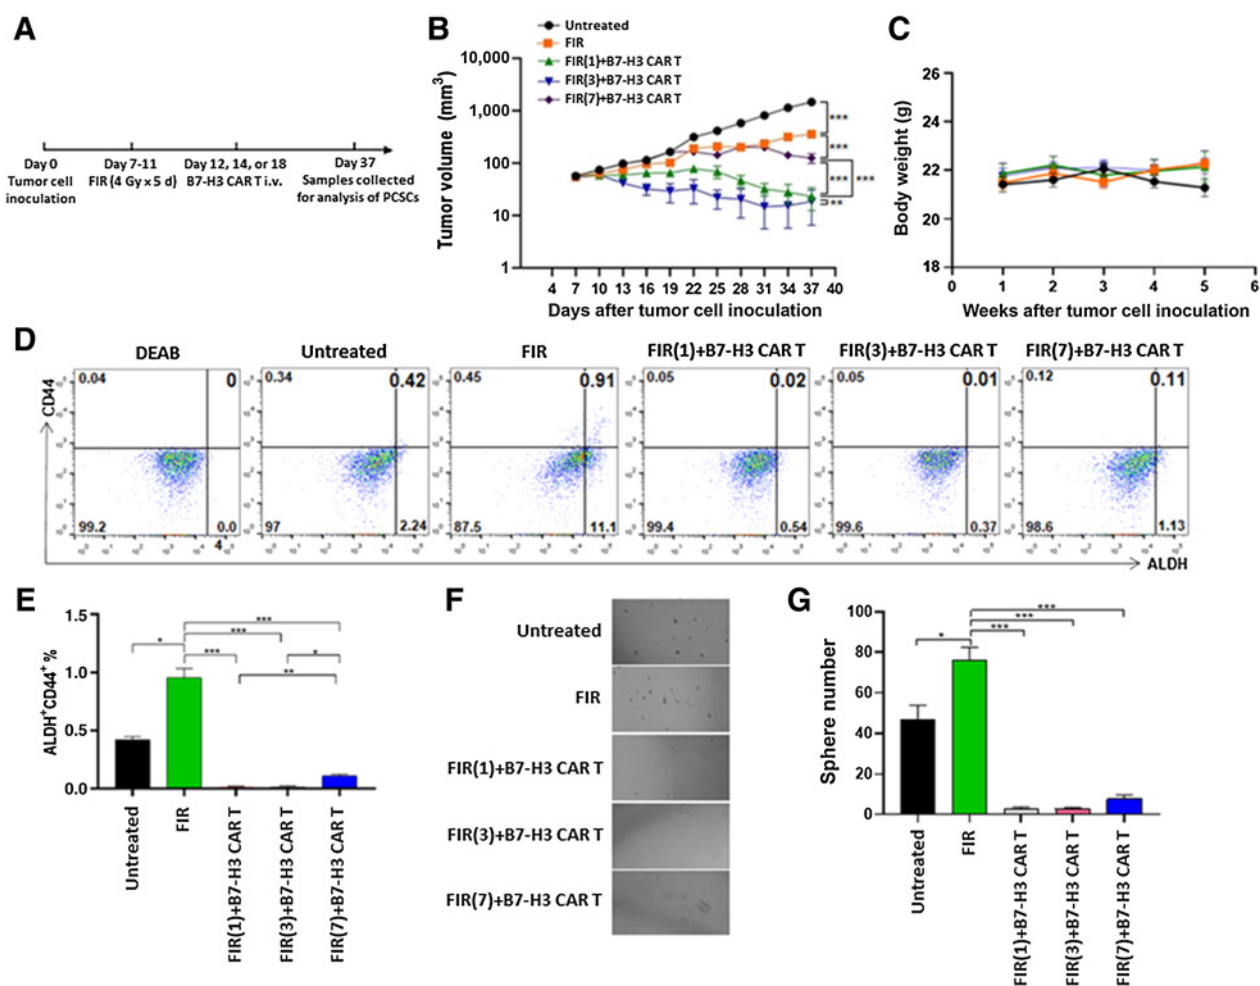 A
Day 0
Tumor cell
inoculation
Day 7-11
FIR (4 Gy × 5 d)
Day 12, 14, or 18
B7-H3 CAR T i.v.
Day 37
Samples collected
for analysis of PCSCs
B
Untreated
FIR
FIR(1)+B7-H3 CAR T
FIR(3)+B7-H3 CAR T
FIR(7)+B7-H3 CAR T
Tumor volume (mm³)
10,000
1,000
100
10
1
4 7 10 13 16 19 22 25 28 31 34 37 40
Days after tumor cell inoculation
***
***
***
***
**
C
Body weight (g)
26
24
22
20
18
0 1 2 3 4 5 6
Weeks after tumor cell inoculation
D
CD44
DEAB
0.04 0
99.2 0.0
4
Untreated
0.34 0.42
97 2.24
FIR
0.45 0.91
87.5 11.1
FIR(1)+B7-H3 CAR T
0.05 0.02
99.4 0.54
FIR(3)+B7-H3 CAR T
0.05 0.01
99.6 0.37
FIR(7)+B7-H3 CAR T
0.12 0.11
98.6 1.13
ALDH
E
ALDH⁺CD44⁺ %
1.5
1.0
0.5
0.0
*
***
***
***
*
**
Untreated
FIR
FIR(1)+B7-H3 CAR T
FIR(3)+B7-H3 CAR T
FIR(7)+B7-H3 CAR T
F
Untreated
FIR
FIR(1)+B7-H3 CAR T
FIR(3)+B7-H3 CAR T
FIR(7)+B7-H3 CAR T
G
Sphere number
100
80
60
40
20
0
*
***
***
***
Untreated
FIR
FIR(1)+B7-H3 CAR T
FIR(3)+B7-H3 CAR T
FIR(7)+B7-H3 CAR T